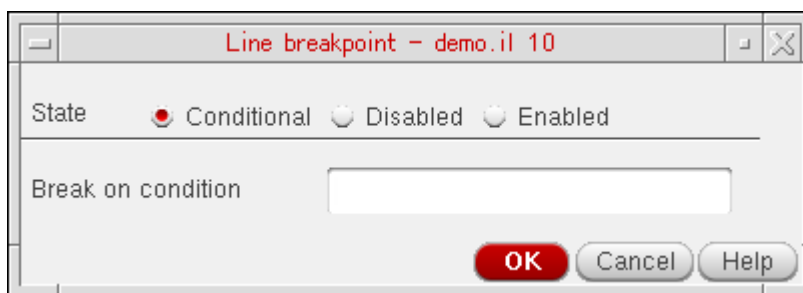 Line breakpoint - demo.il 10
State Conditional Disabled Enabled
Break on condition
OK Cancel Help